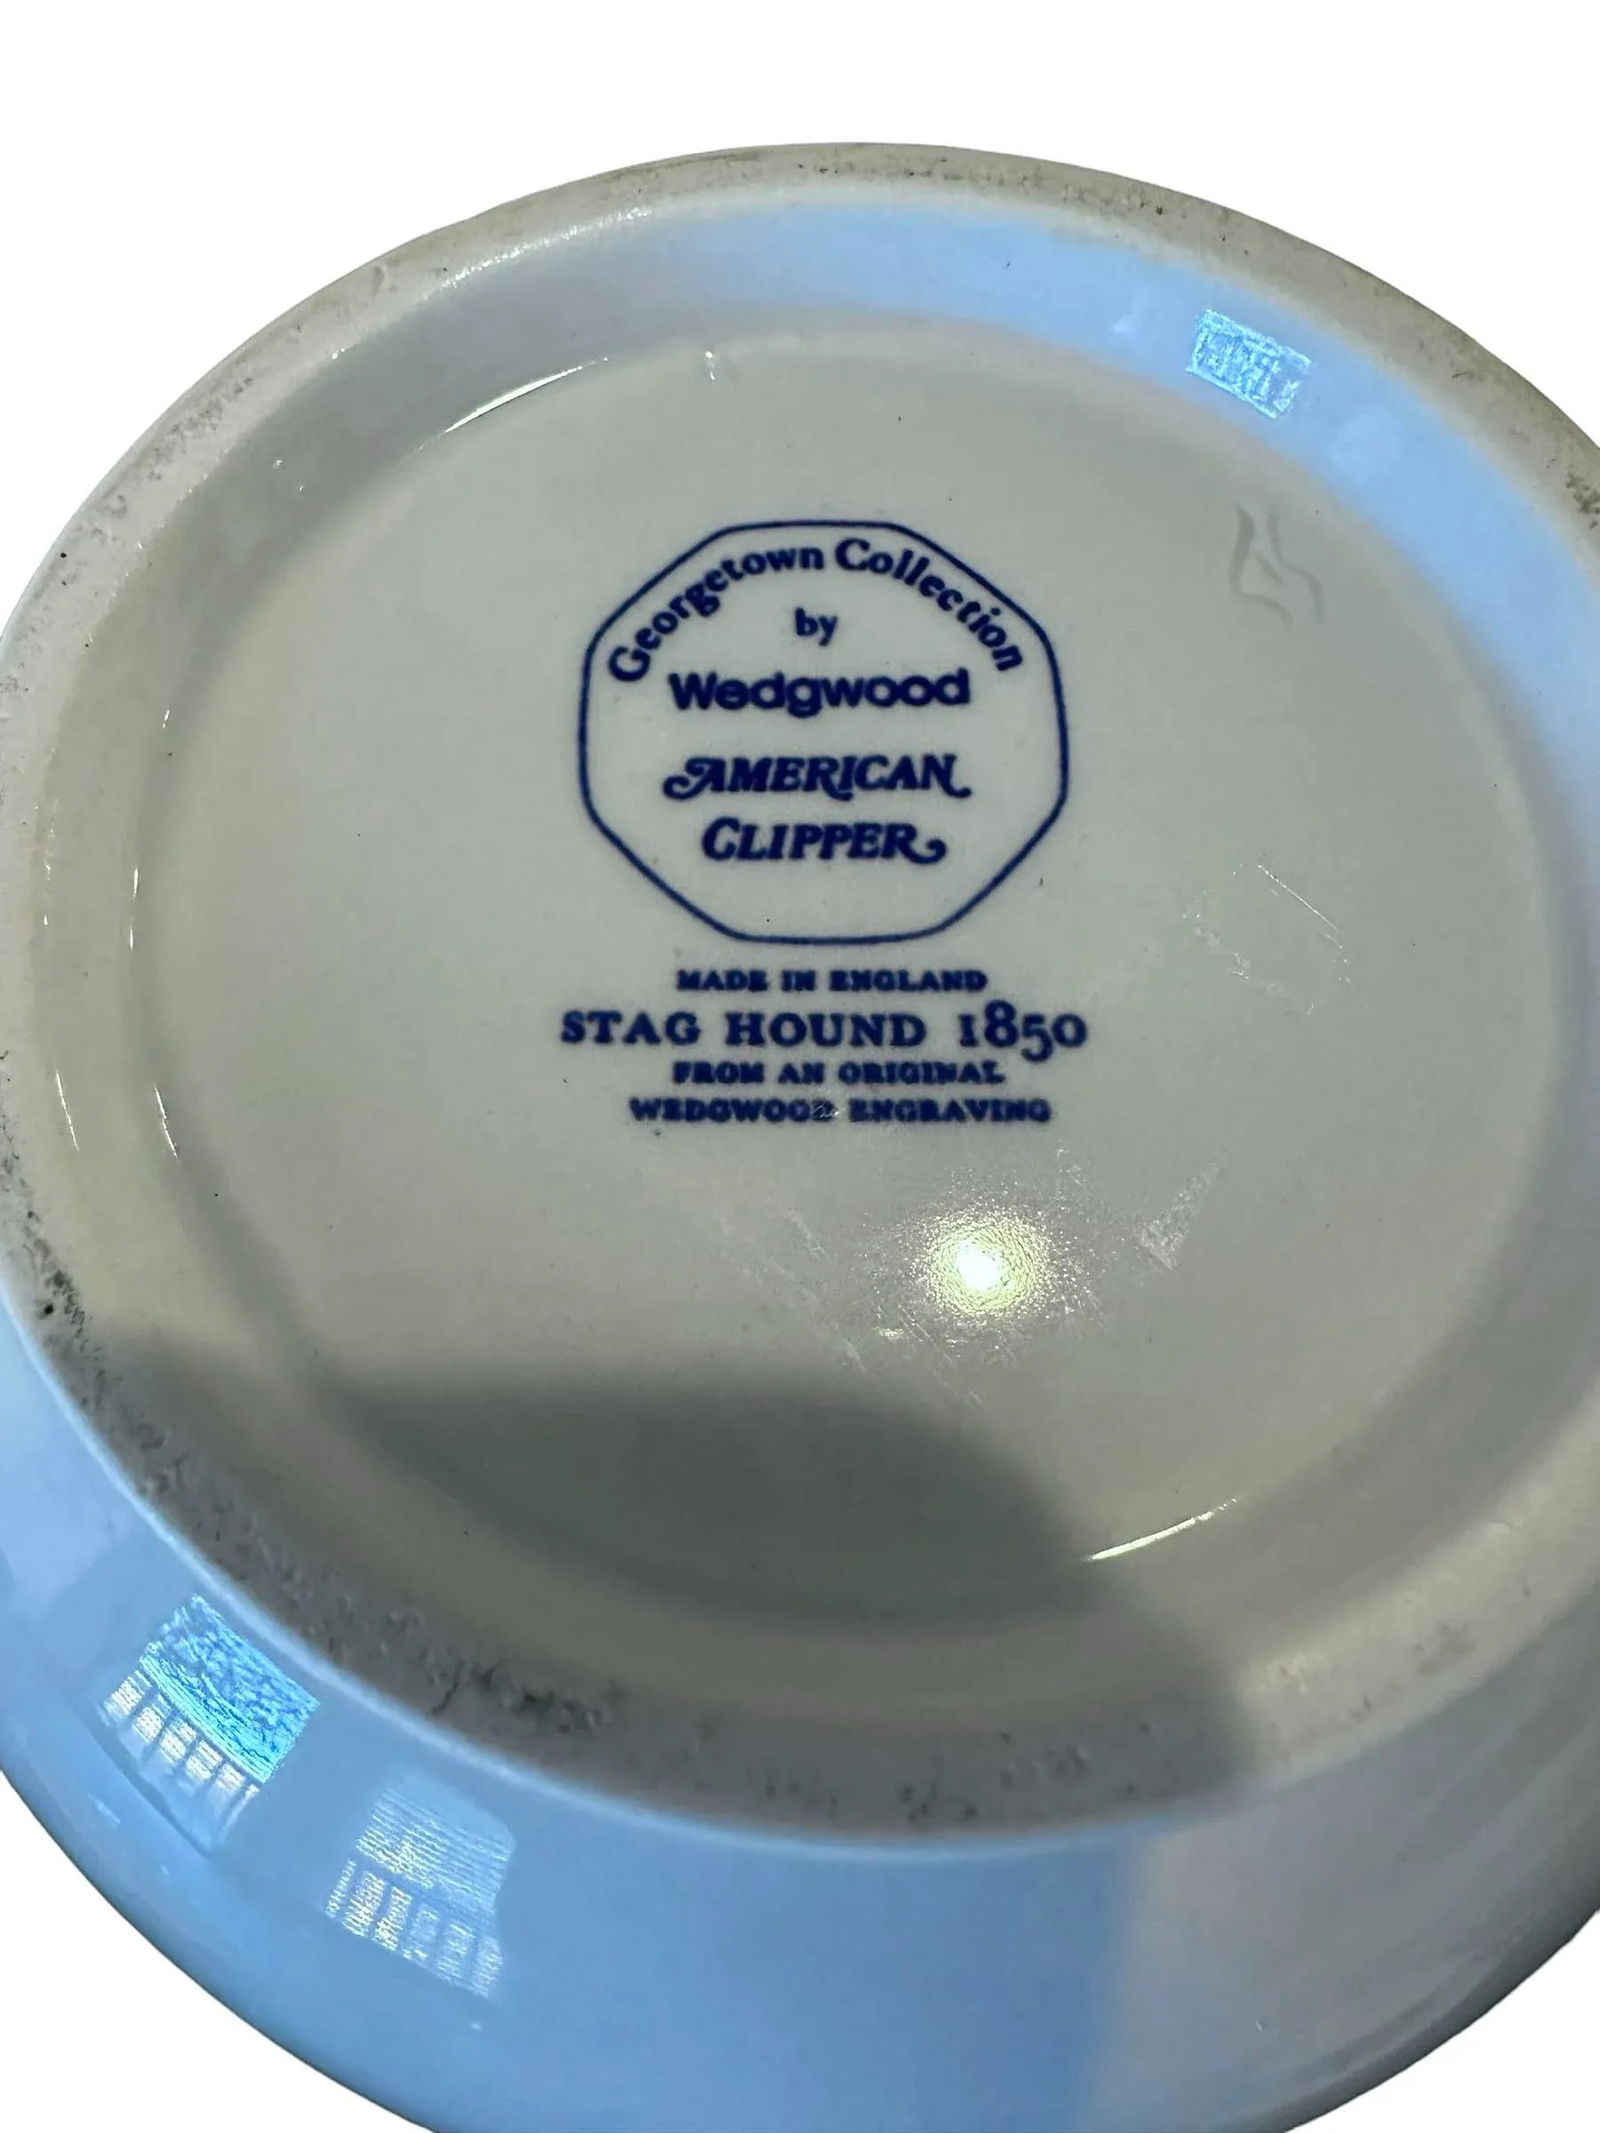 Georgetown Collection
by
Wedgwood
AMERICAN
CLIPPER
MADE IN ENGLAND
STAG HOUND 1850
FROM AN ORIGINAL
WEDGWOOD ENGRAVING